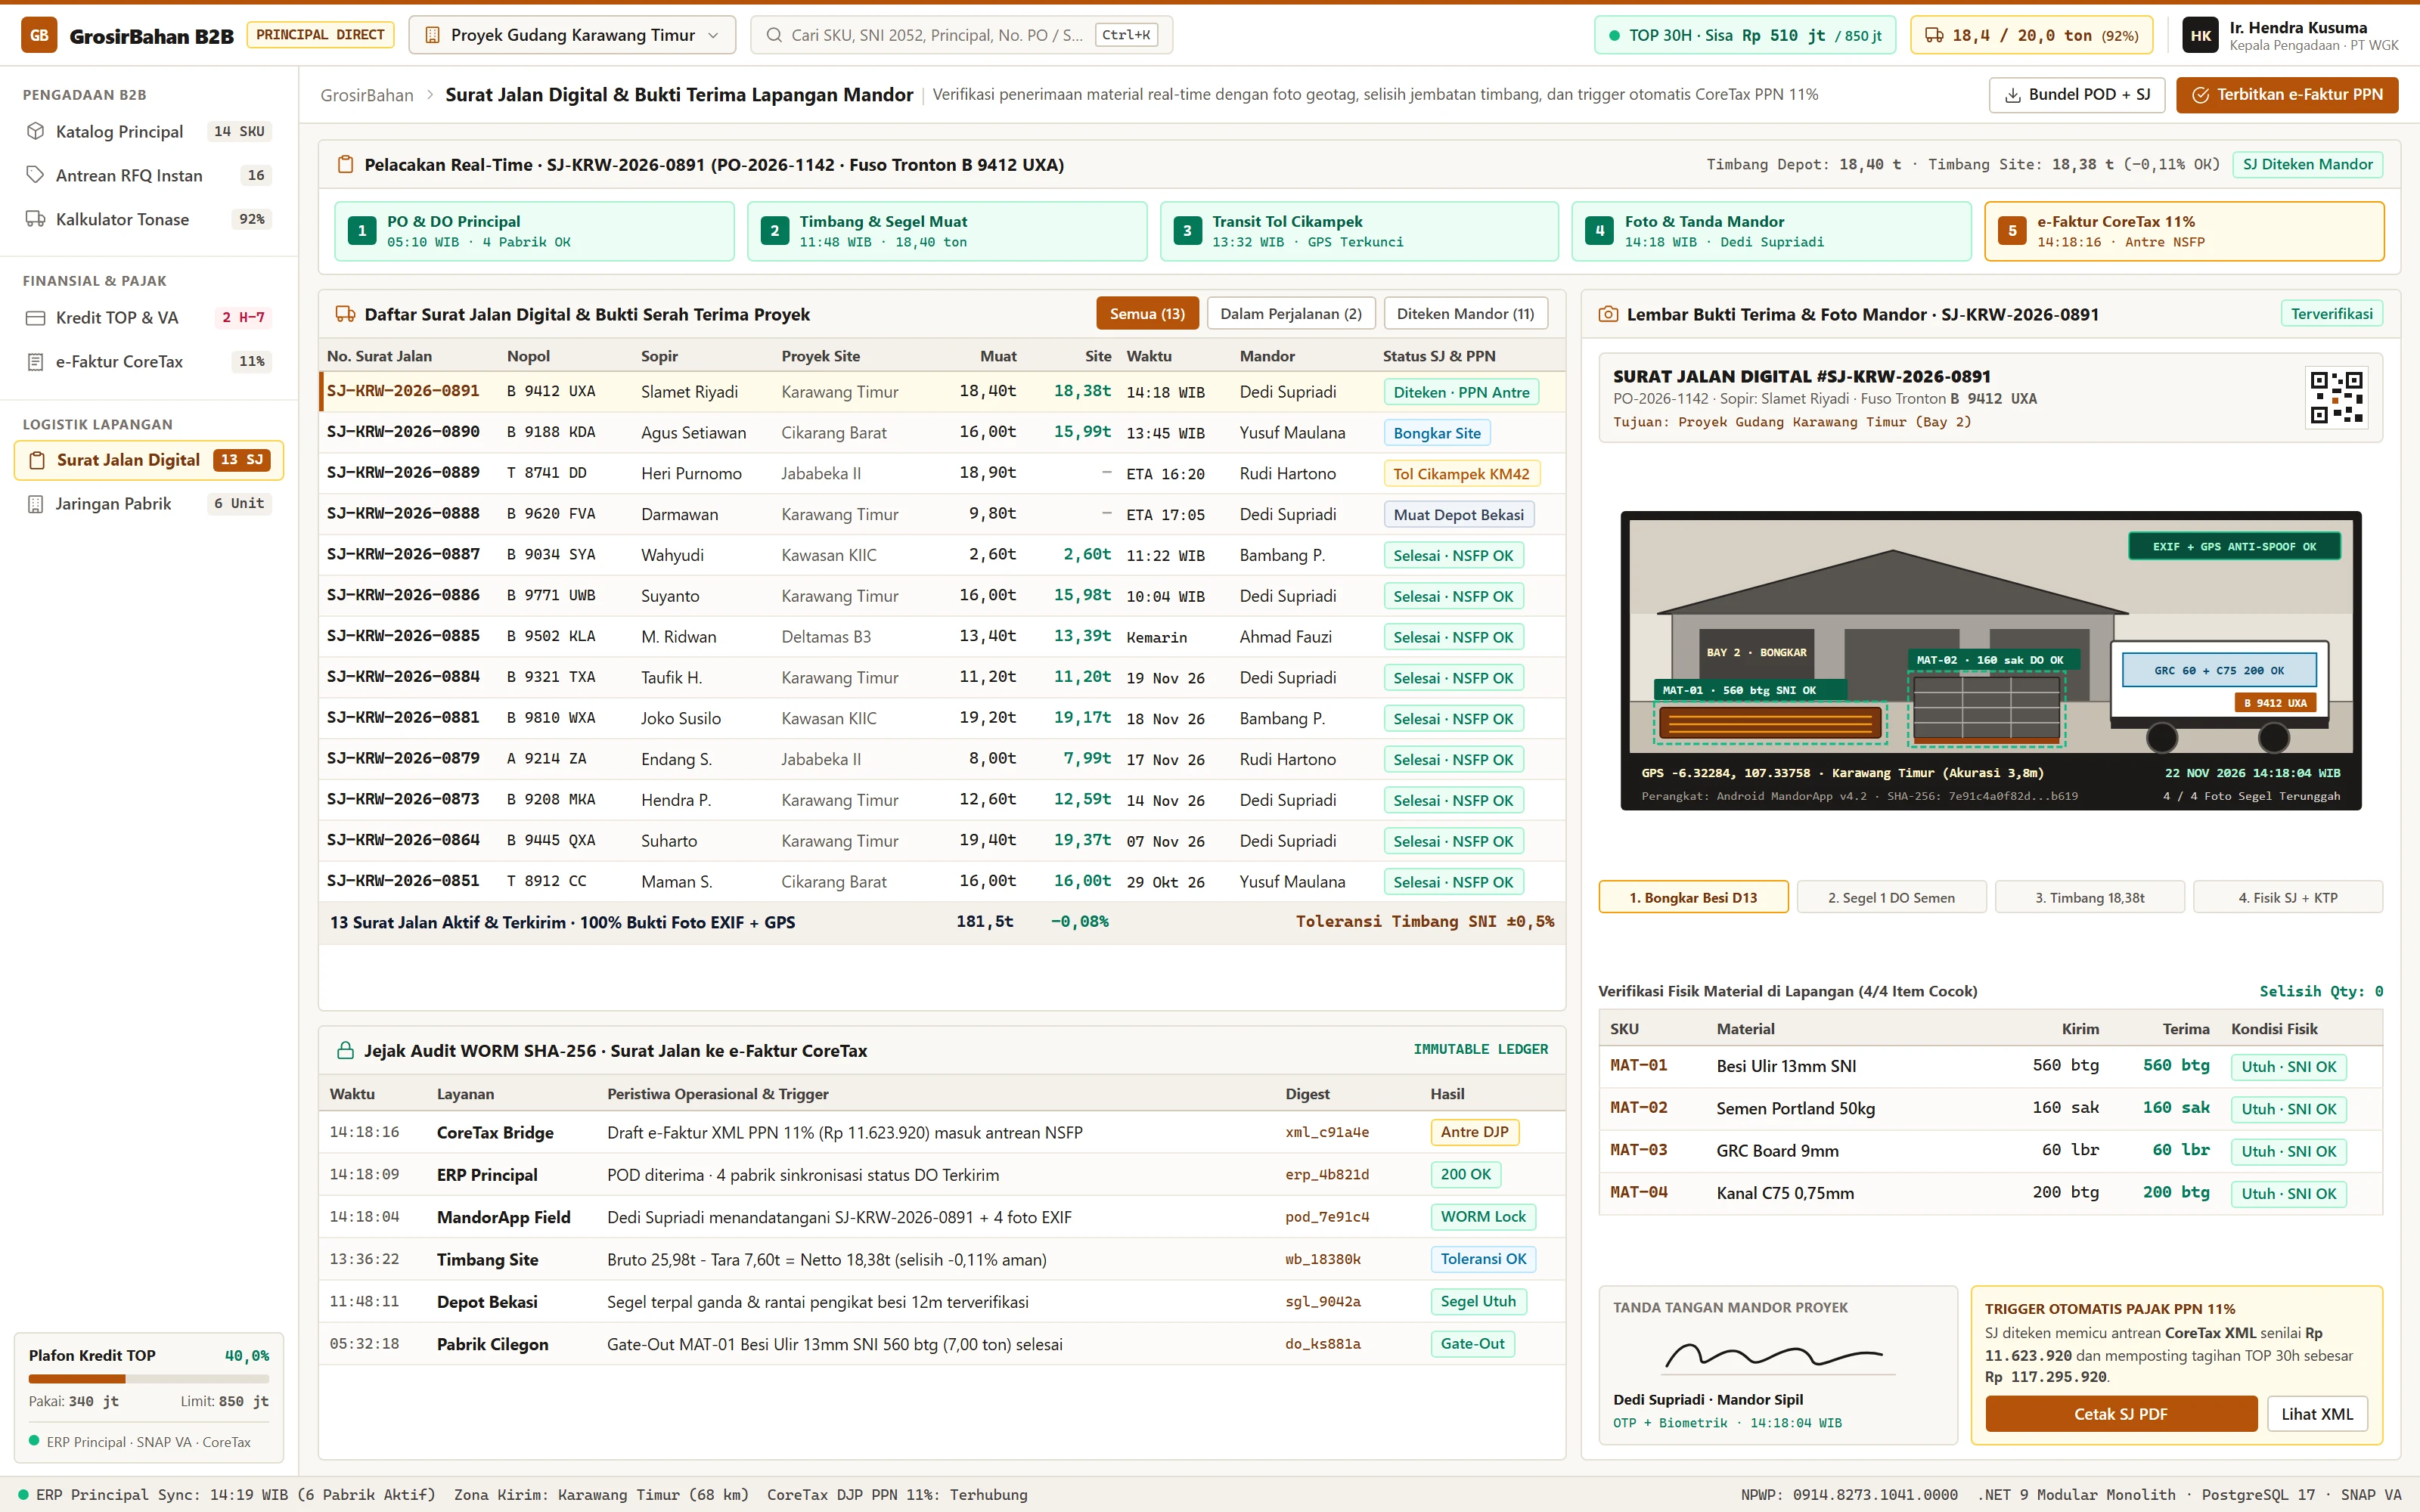 GB GrosirBahan B2B PRINCIPAL DIRECT Proyek Gudang Karawang Timur Cari SKU, SNI 2052, Principal, No. PO / S... Ctrl+K TOP 30H · Sisa Rp 510 jt / 850 jt 18,4 / 20,0 ton (92%) HK Ir. Hendra Kusuma
Kepala Pengadaan · PT WGK
PENGADAAN B2B
Katalog Principal 14 SKU
Antrean RFQ Instan 16
Kalkulator Tonase 92%
FINANSIAL & PAJAK
Kredit TOP & VA 2 H-7
e-Faktur CoreTax 11%
LOGISTIK LAPANGAN
Surat Jalan Digital 13 SJ
Jaringan Pabrik 6 Unit
Plafon Kredit TOP 40,0%
Pakai: 340 jt Limit: 850 jt
ERP Principal · SNAP VA · CoreTax
GrosirBahan > Surat Jalan Digital & Bukti Terima Lapangan Mandor | Verifikasi penerimaan material real-time dengan foto geotag, selisih jembatan timbang, dan trigger otomatis CoreTax PPN 11% Bundel POD + SJ Terbitkan e-Faktur PPN
Pelacakan Real-Time · SJ-KRW-2026-0891 (PO-2026-1142 · Fuso Tronton B 9412 UXA) Timbang Depot: 18,40 t · Timbang Site: 18,38 t (-0,11% OK) SJ Diteken Mandor
1 PO & DO Principal
05:10 WIB · 4 Pabrik OK
2 Timbang & Segel Muat
11:48 WIB · 18,40 ton
3 Transit Tol Cikampek
13:32 WIB · GPS Terkunci
4 Foto & Tanda Mandor
14:18 WIB · Dedi Supriadi
5 e-Faktur CoreTax 11%
14:18:16 · Antre NSFP
Daftar Surat Jalan Digital & Bukti Serah Terima Proyek Semua (13) Dalam Perjalanan (2) Diteken Mandor (11)
No. Surat Jalan Nopol Sopir Proyek Site Muat Site Waktu Mandor Status SJ & PPN
SJ-KRW-2026-0891 B 9412 UXA Slamet Riyadi Karawang Timur 18,40t 18,38t 14:18 WIB Dedi Supriadi Diteken · PPN Antre
SJ-KRW-2026-0890 B 9188 KDA Agus Setiawan Cikarang Barat 16,00t 15,99t 13:45 WIB Yusuf Maulana Bongkar Site
SJ-KRW-2026-0889 T 8741 DD Heri Purnomo Jababeka II 18,90t – ETA 16:20 Rudi Hartono Tol Cikampek KM42
SJ-KRW-2026-0888 B 9620 FVA Darmawan Karawang Timur 9,80t – ETA 17:05 Dedi Supriadi Muat Depot Bekasi
SJ-KRW-2026-0887 B 9034 SYA Wahyudi Kawasan KIIC 2,60t 2,60t 11:22 WIB Bambang P. Selesai · NSFP OK
SJ-KRW-2026-0886 B 9771 UWB Suyanto Karawang Timur 16,00t 15,98t 10:04 WIB Dedi Supriadi Selesai · NSFP OK
SJ-KRW-2026-0885 B 9502 KLA M. Ridwan Deltamas B3 13,40t 13,39t Kemarin Ahmad Fauzi Selesai · NSFP OK
SJ-KRW-2026-0884 B 9321 TXA Taufik H. Karawang Timur 11,20t 11,20t 19 Nov 26 Dedi Supriadi Selesai · NSFP OK
SJ-KRW-2026-0881 B 9810 WXA Joko Susilo Kawasan KIIC 19,20t 19,17t 18 Nov 26 Bambang P. Selesai · NSFP OK
SJ-KRW-2026-0879 A 9214 ZA Endang S. Jababeka II 8,00t 7,99t 17 Nov 26 Rudi Hartono Selesai · NSFP OK
SJ-KRW-2026-0873 B 9208 MKA Hendra P. Karawang Timur 12,60t 12,59t 14 Nov 26 Dedi Supriadi Selesai · NSFP OK
SJ-KRW-2026-0864 B 9445 QXA Suharto Karawang Timur 19,40t 19,37t 07 Nov 26 Dedi Supriadi Selesai · NSFP OK
SJ-KRW-2026-0851 T 8912 CC Maman S. Cikarang Barat 16,00t 16,00t 29 Okt 26 Yusuf Maulana Selesai · NSFP OK
13 Surat Jalan Aktif & Terkirim · 100% Bukti Foto EXIF + GPS 181,5t -0,08% Toleransi Timbang SNI ±0,5%
Jejak Audit WORM SHA-256 · Surat Jalan ke e-Faktur CoreTax IMMUTABLE LEDGER
Waktu Layanan Peristiwa Operasional & Trigger Digest Hasil
14:18:16 CoreTax Bridge Draft e-Faktur XML PPN 11% (Rp 11.623.920) masuk antrean NSFP xml_c91a4e Antre DJP
14:18:09 ERP Principal POD diterima · 4 pabrik sinkronisasi status DO Terkirim erp_4b821d 200 OK
14:18:04 MandorApp Field Dedi Supriadi menandatangani SJ-KRW-2026-0891 + 4 foto EXIF pod_7e91c4 WORM Lock
13:36:22 Timbang Site Bruto 25,98t - Tara 7,60t = Netto 18,38t (selisih -0,11% aman) wb_18380k Toleransi OK
11:48:11 Depot Bekasi Segel terpal ganda & rantai pengikat besi 12m terverifikasi sgl_9042a Segel Utuh
05:32:18 Pabrik Cilegon Gate-Out MAT-01 Besi Ulir 13mm SNI 560 btg (7,00 ton) selesai do_ks881a Gate-Out
Lembar Bukti Terima & Foto Mandor · SJ-KRW-2026-0891 Terverifikasi
SURAT JALAN DIGITAL #SJ-KRW-2026-0891
PO-2026-1142 · Sopir: Slamet Riyadi · Fuso Tronton B 9412 UXA
Tujuan: Proyek Gudang Karawang Timur (Bay 2)
EXIF + GPS ANTI-SPOOF OK
BAY 2 · BONGKAR
MAT-02 · 160 sak DO OK
GRC 60 + C75 200 OK
MAT-01 · 560 btg SNI OK
B 9412 UXA
GPS -6.32284, 107.33758 · Karawang Timur (Akurasi 3,8m) 22 NOV 2026 14:18:04 WIB
Perangkat: Android MandorApp v4.2 · SHA-256: 7e91c4a0f82d...b619 4 / 4 Foto Segel Terunggah
1. Bongkar Besi D13 2. Segel 1 DO Semen 3. Timbang 18,38t 4. Fisik SJ + KTP
Verifikasi Fisik Material di Lapangan (4/4 Item Cocok) Selisih Qty: 0
SKU Material Kirim Terima Kondisi Fisik
MAT-01 Besi Ulir 13mm SNI 560 btg 560 btg Utuh · SNI OK
MAT-02 Semen Portland 50kg 160 sak 160 sak Utuh · SNI OK
MAT-03 GRC Board 9mm 60 lbr 60 lbr Utuh · SNI OK
MAT-04 Kanal C75 0,75mm 200 btg 200 btg Utuh · SNI OK
TANDA TANGAN MANDOR PROYEK
Dedi Supriadi · Mandor Sipil
OTP + Biometrik · 14:18:04 WIB
TRIGGER OTOMATIS PAJAK PPN 11%
SJ diteken memicu antrean CoreTax XML senilai Rp
11.623.920 dan memposting tagihan TOP 30h sebesar
Rp 117.295.920.
Cetak SJ PDF Lihat XML
ERP Principal Sync: 14:19 WIB (6 Pabrik Aktif) Zona Kirim: Karawang Timur (68 km) CoreTax DJP PPN 11%: Terhubung NPWP: 0914.8273.1041.0000 .NET 9 Modular Monolith · PostgreSQL 17 · SNAP VA